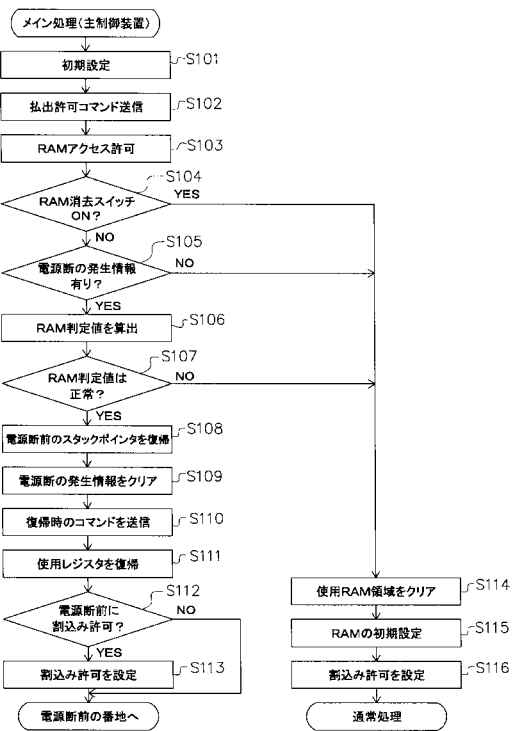 メイン処理(主制御装置)
初期設定
S101
払出許可コマンド送信
S102
RAMアクセス許可
S103
S104
RAM消去スイッチ
ON?
YES
NO
S105
電源断の発生情報
有り?
NO
YES
RAM判定値を算出
S106
S107
RAM判定値は
正常?
NO
YES
電源断前のスタックポインタを復帰
S108
電源断の発生情報をクリア
S109
復帰時のコマンドを送信
S110
使用レジスタを復帰
S111
S112
電源断前に
割込み許可?
NO
YES
割込み許可を設定
S113
電源断前の番地へ
使用RAM領域をクリア
S114
RAMの初期設定
S115
割込み許可を設定
S116
通常処理